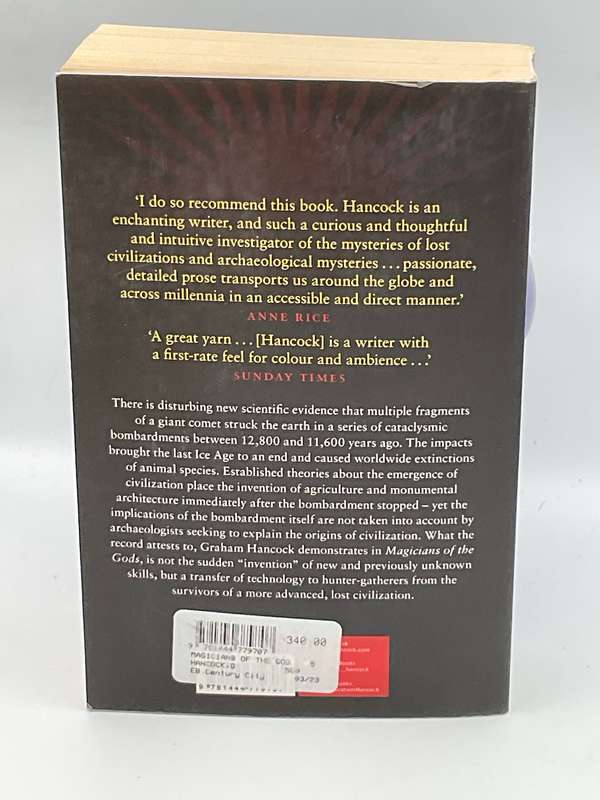 ‘I do so recommend this book. Hancock is an
enchanting writer, and such a curious and thoughtful
and intuitive investigator of the mysteries of lost
civilizations and archaeological mysteries ... passionate,
detailed prose transports us around the globe and
across millennia in an accessible and direct manner.’
ANNE RICE
‘A great yarn ... [Hancock] is a writer with
a first-rate feel for colour and ambience ...’
SUNDAY TIMES
There is disturbing new scientific evidence that multiple fragments
of a giant comet struck the earth in a series of cataclysmic
bombardments between 12,800 and 11,600 years ago. The impacts
brought the last Ice Age to an end and caused worldwide extinctions
of animal species. Established theories about the emergence of
civilization place the invention of agriculture and monumental
architecture immediately after the bombardment stopped – yet the
implications of the bombardment itself are not taken into account by
archaeologists seeking to explain the origins of civilization. What the
record attests to, Graham Hancock demonstrates in Magicians of the
Gods, is not the sudden “invention” of new and previously unknown
skills, but a transfer of technology to hunter-gatherers from the
survivors of a more advanced, lost civilization.
340.00
9 781444 779707
MAGICIANS OF THE GOD
HANCOCK:G
EB Century City 03/23
9 781444 779707